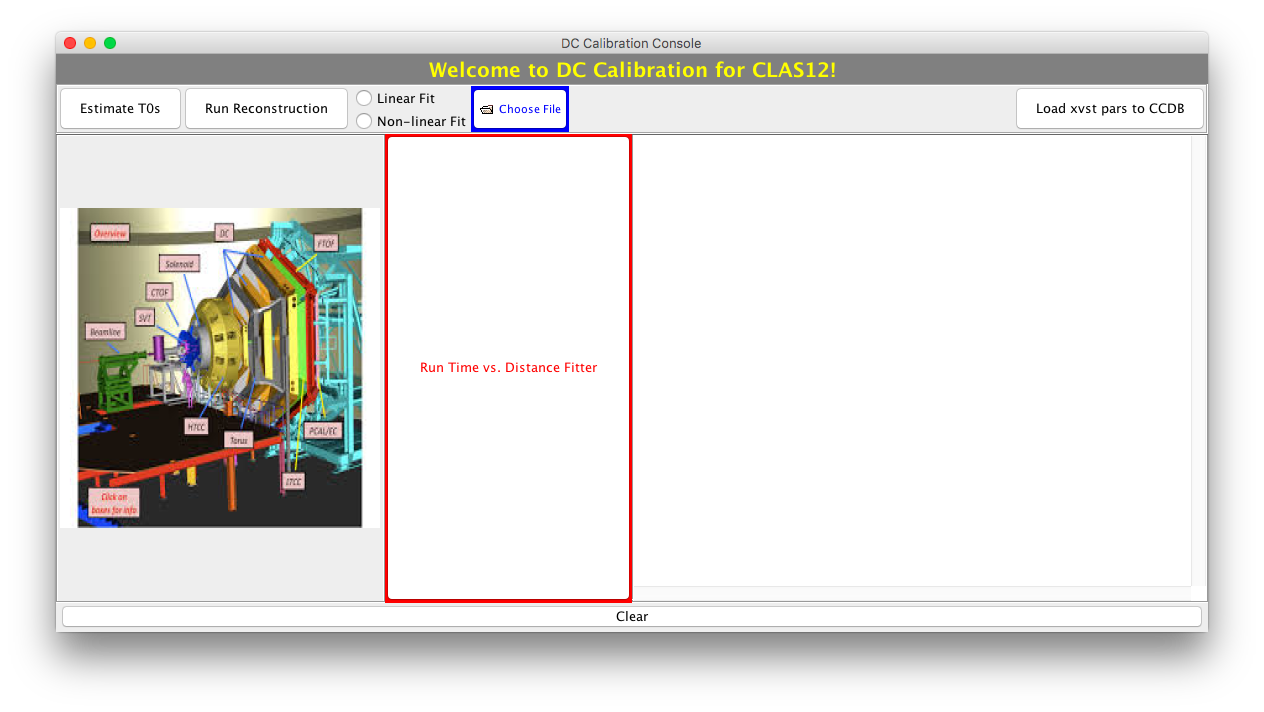 DC Calibration Console
Welcome to DC Calibration for CLAS12!
Estimate T0s
Run Reconstruction
Linear Fit
Non-linear Fit
Choose File
Load xvst pars to CCDB
Overview
DC
FTOF
Solenoid
CTOF
SVT
Beamline
HTCC
Torus
PCAL/EC
LTCC
Click on
boxes for info
Run Time vs. Distance Fitter
Clear